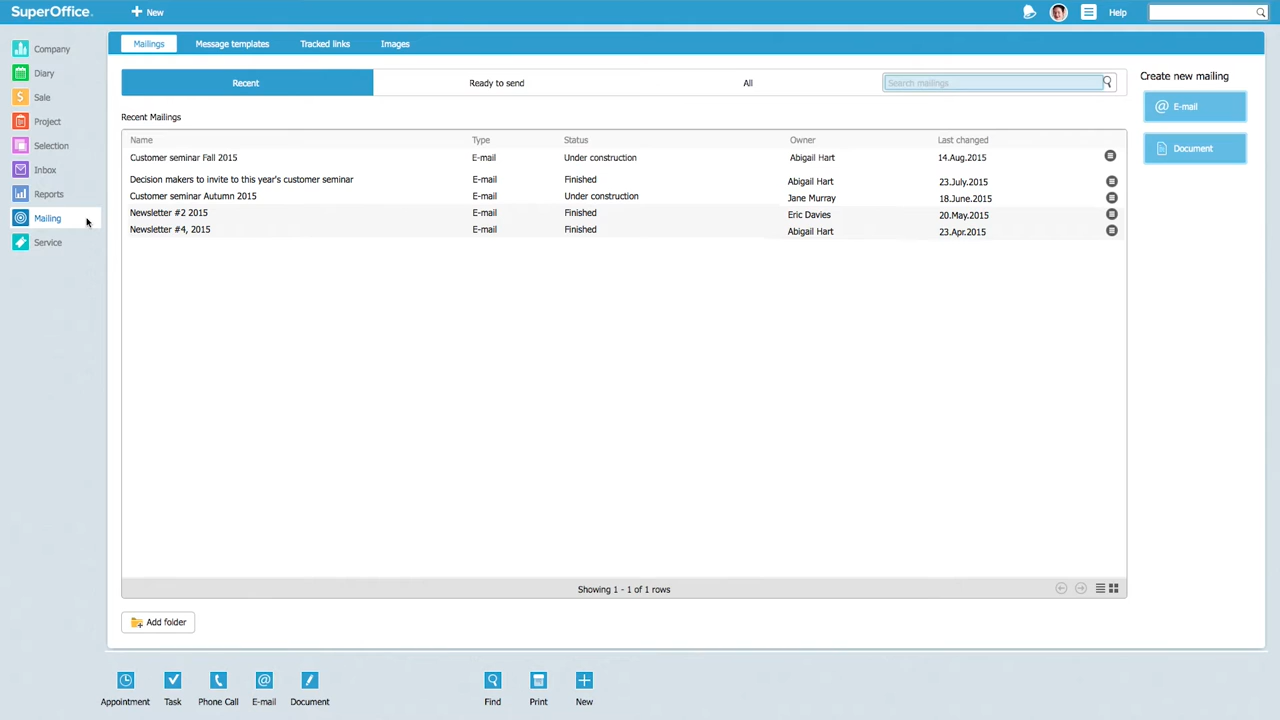 SuperOffice.
New
Help
Company
Diary
Sale
Project
Selection
Inbox
Reports
Mailing
Service
Mailings Message templates Tracked links Images
Recent Ready to send All Search mailings
Create new mailing
E-mail
Document
Recent Mailings
Name Type Status Owner Last changed
Customer seminar Fall 2015 E-mail Under construction Abigail Hart 14.Aug.2015
Decision makers to invite to this year's customer seminar E-mail Finished Abigail Hart 23.July.2015
Customer seminar Autumn 2015 E-mail Under construction Jane Murray 18.June.2015
Newsletter #2 2015 E-mail Finished Eric Davies 20.May.2015
Newsletter #4, 2015 E-mail Finished Abigail Hart 23.Apr.2015
Showing 1 - 1 of 1 rows
Add folder
Appointment Task Phone Call E-mail Document Find Print New